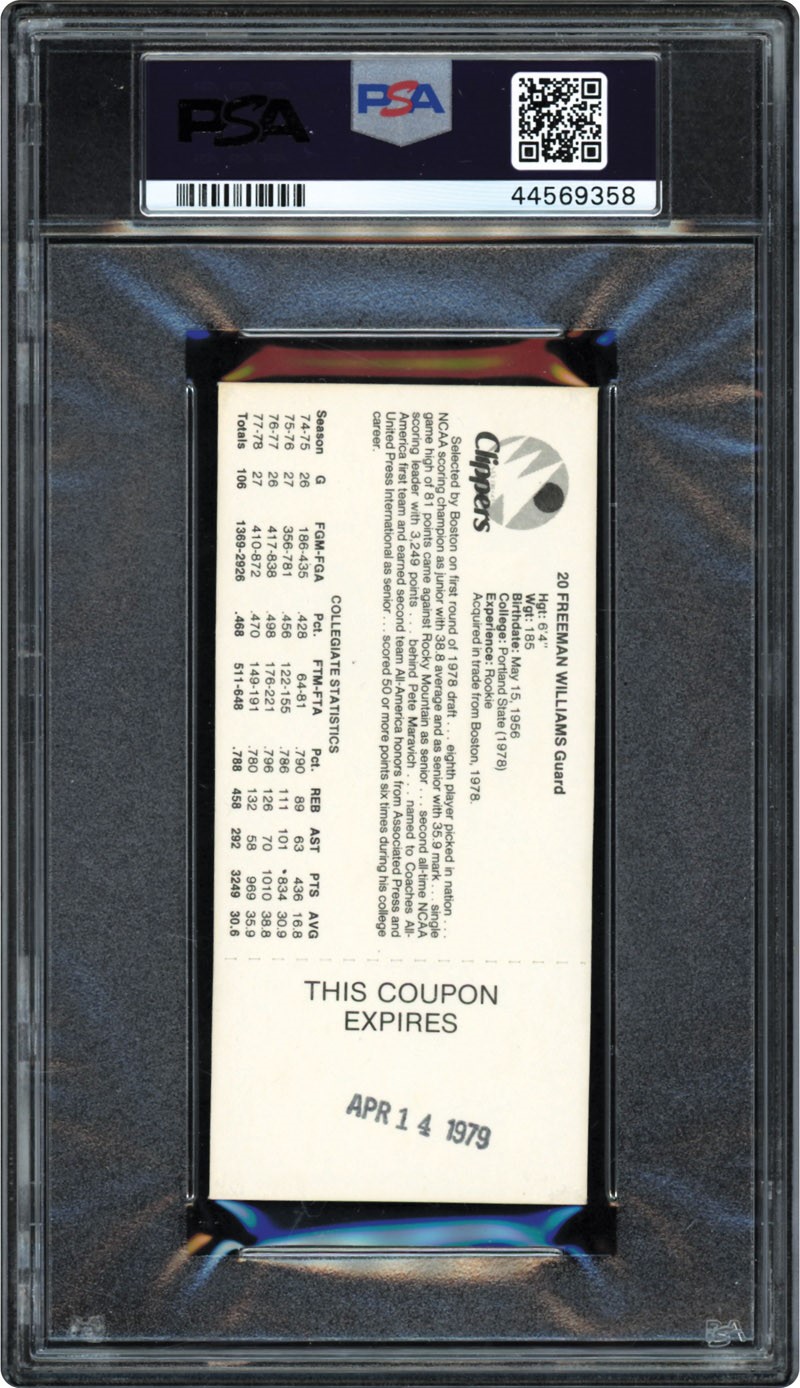 PSA
PSA
44569358
Clippers
20 FREEMAN WILLIAMS Guard
Hgt: 6'4"
Wgt: 185
Birthdate: May 15, 1956
College: Portland State (1978)
Experience: Rookie
Acquired in trade from Boston, 1978.
Selected by Boston on first round of 1978 draft . . . eighth player picked in nation . . .
NCAA scoring champion as junior with 38.8 average and as senior with 35.9 mark . . . single
game high of 81 points came against Rocky Mountain as senior . . . second all-time NCAA
scoring leader with 3,249 points . . . behind Pete Maravich . . . named to Coaches All-
America first team and earned second team All-America honors from Associated Press and
United Press International as senior . . . scored 50 or more points six times during his college
career.
COLLEGIATE STATISTICS
Season G FGM-FGA Pct. FTM-FTA Pct. REB AST PTS AVG
74-75 26 186-435 .428 64-81 .790 89 63 436 16.8
75-76 27 356-781 .456 122-155 .786 111 101 *834 30.9
76-77 26 417-838 .498 176-221 .796 126 70 1010 38.8
77-78 27 410-872 .470 149-191 .780 132 58 969 35.9
Totals 106 1369-2926 .468 511-648 .788 458 292 3249 30.6
THIS COUPON
EXPIRES
APR 14 1979
PSA